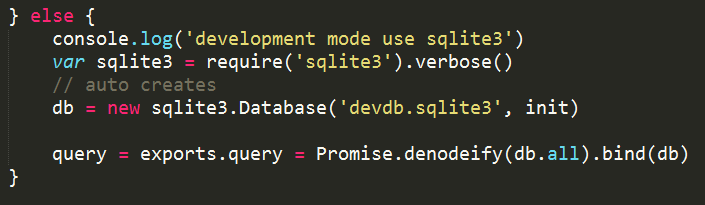 } else {
    console.log('development mode use sqlite3')
    var sqlite3 = require('sqlite3').verbose()
    // auto creates
    db = new sqlite3.Database('devdb.sqlite3', init)

    query = exports.query = Promise.denodeify(db.all).bind(db)
}